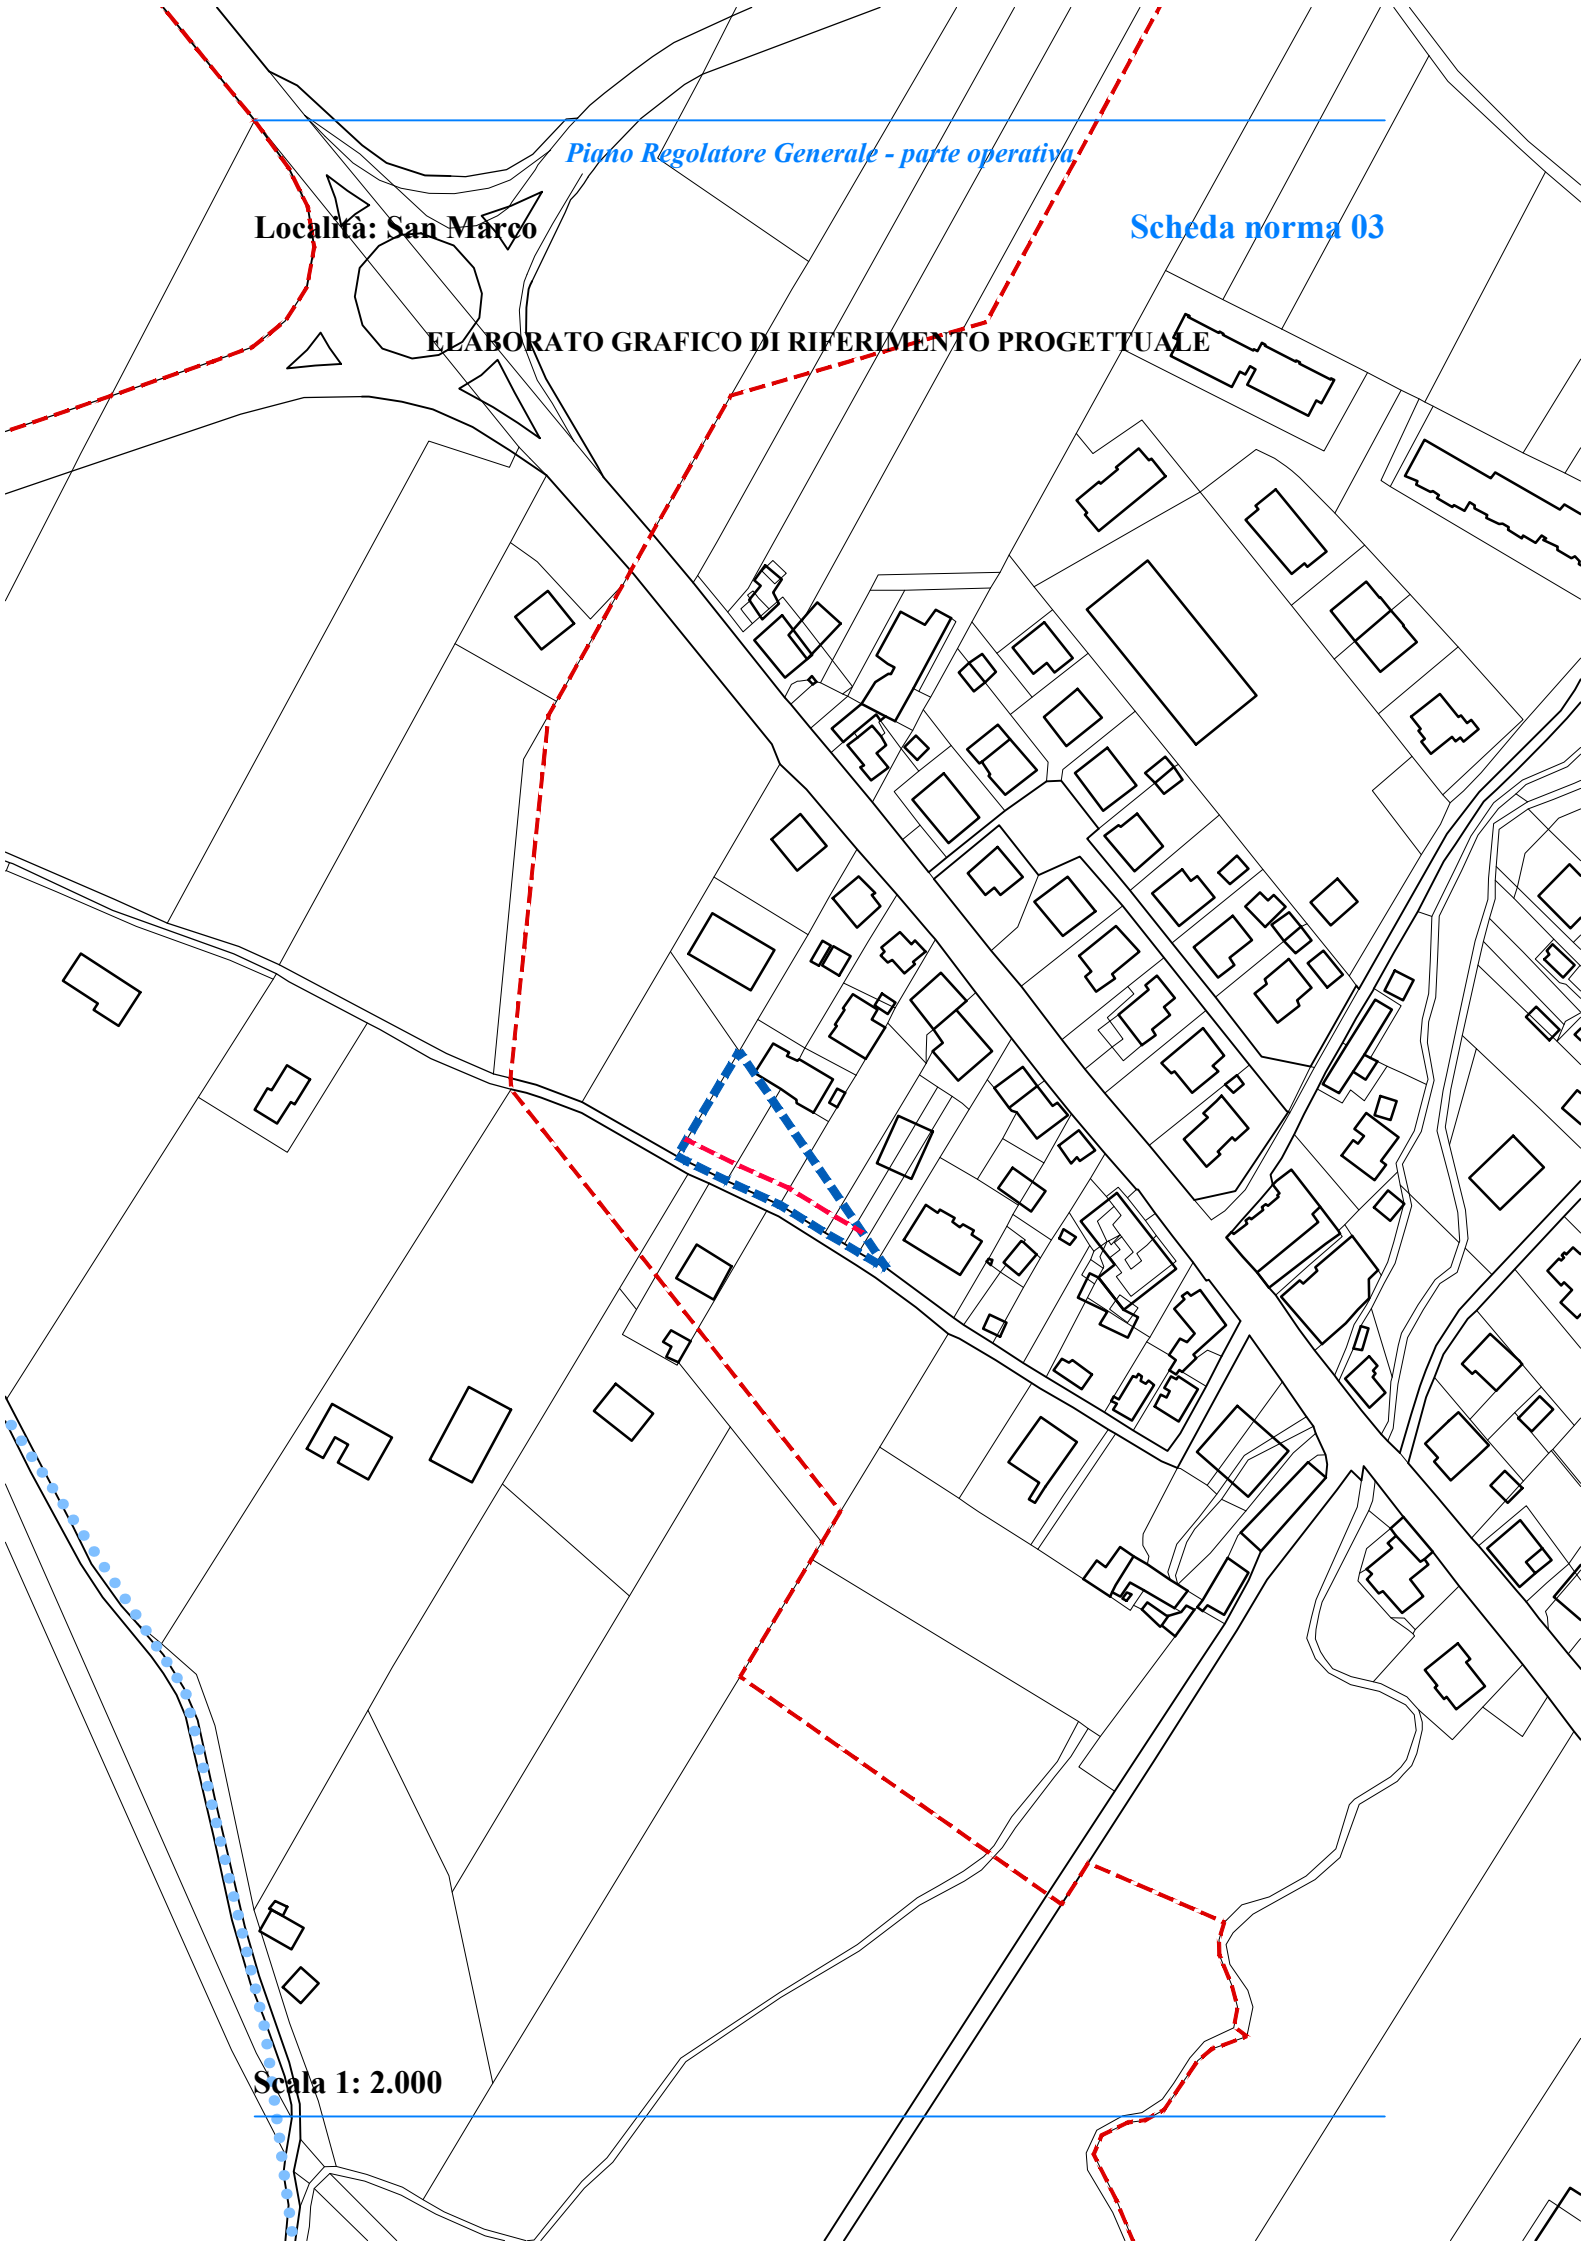 Piano Regolatore Generale - parte operativa
Località: San Marco
Scheda norma 03
ELABORATO GRAFICO DI RIFERIMENTO PROGETTUALE
Scala 1: 2.000